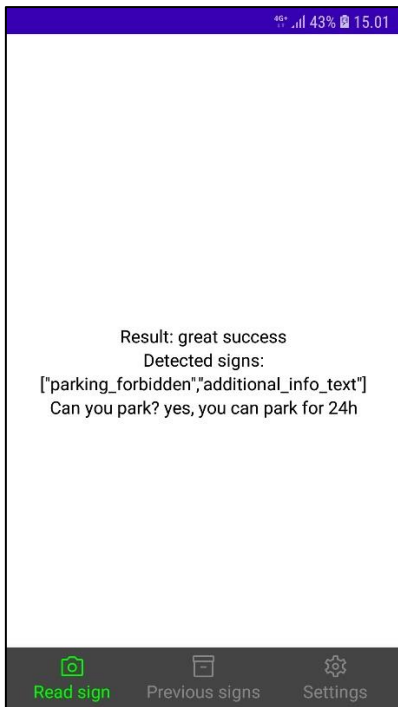 4G+ 43% 15.01
Result: great success
Detected signs:
["parking_forbidden","additional_info_text"]
Can you park? yes, you can park for 24h
Read sign Previous signs Settings